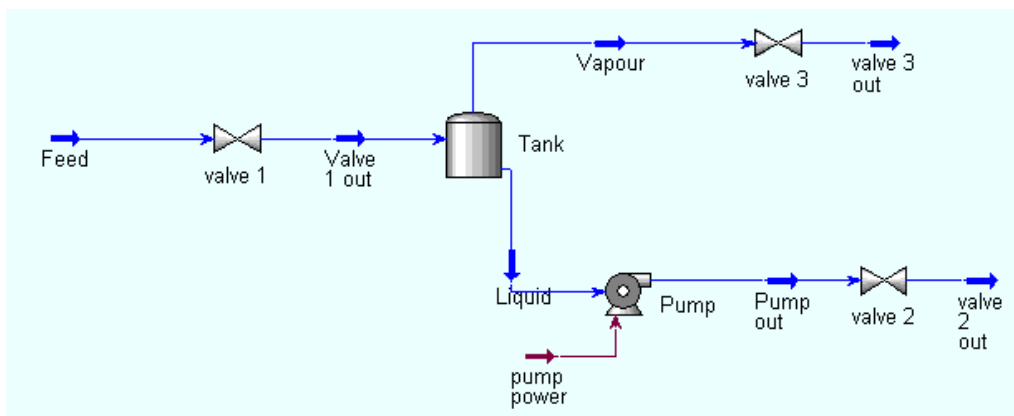 Vapour
valve 3
valve 3
out
Feed
valve 1
Valve
1 out
Tank
Liquid
Pump
Pump
out
valve 2
valve
2
out
pump
power